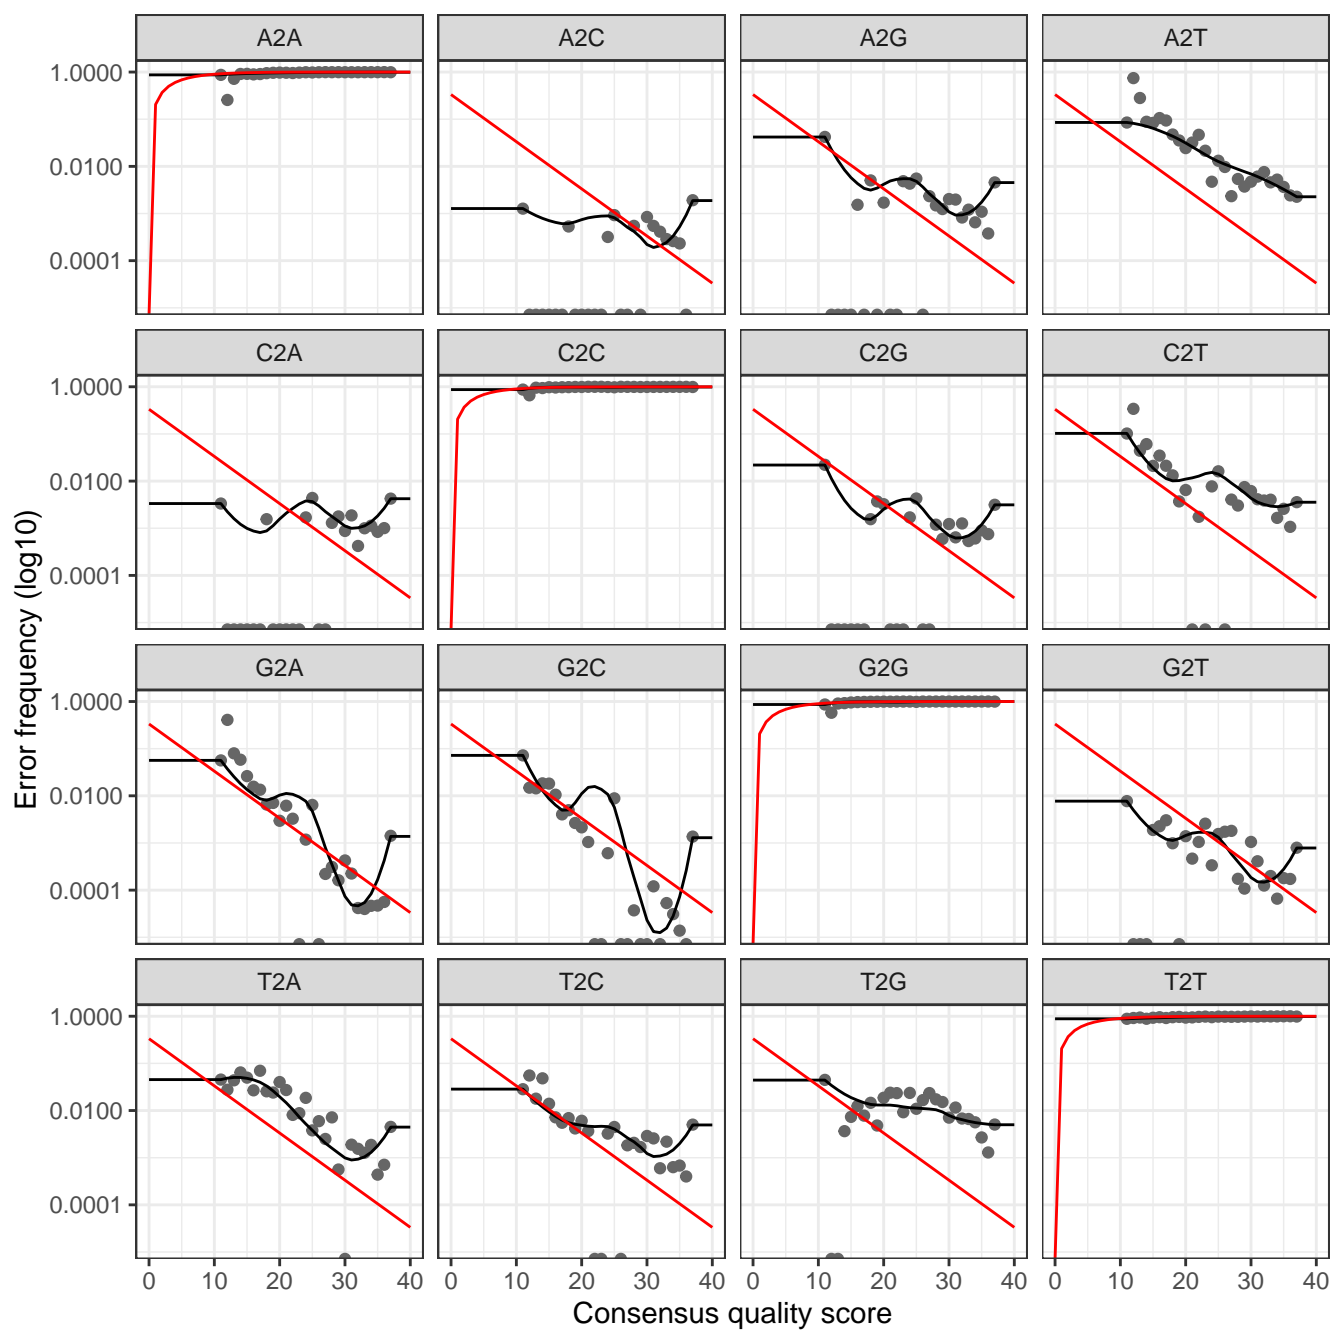 A2A A2C A2G A2T
1.0000
0.0100
0.0001
C2A C2C C2G C2T
1.0000
0.0100
0.0001
G2A G2C G2G G2T
1.0000
0.0100
0.0001
T2A T2C T2G T2T
1.0000
0.0100
0.0001
0 10 20 30 40 0 10 20 30 40 0 10 20 30 40 0 10 20 30 40
Consensus quality score
Error frequency (log10)